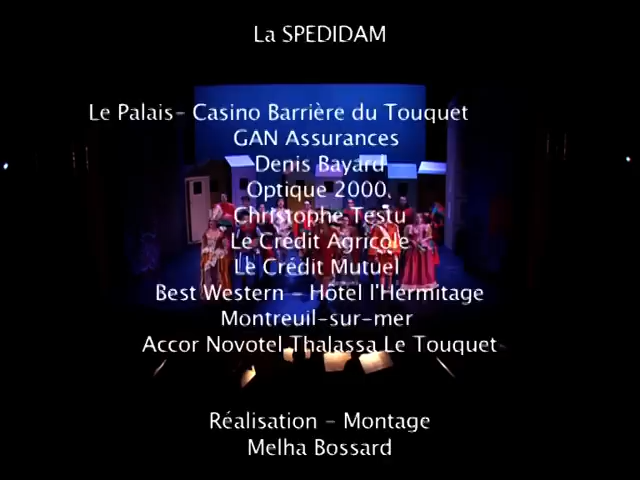 La SPEDIDAM
Le Palais- Casino Barrière du Touquet
GAN Assurances
Denis Bayard
Optique 2000
Christophe Testu
Le Crédit Agricole
Le Crédit Mutuel
Best Western - Hôtel l'Hermitage
Montreuil-sur-mer
Accor Novotel Thalassa Le Touquet
Réalisation - Montage
Melha Bossard